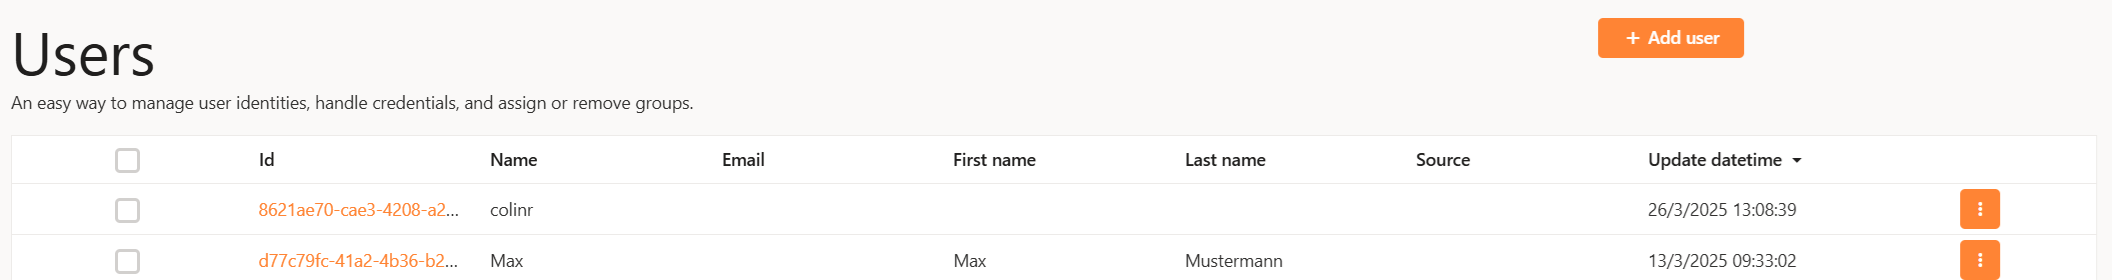 Users
+ Add user
An easy way to manage user identities, handle credentials, and assign or remove groups.
Id Name Email First name Last name Source Update datetime
8621ae70-cae3-4208-a2... colinr 26/3/2025 13:08:39
d77c79fc-41a2-4b36-b2... Max Max Mustermann 13/3/2025 09:33:02